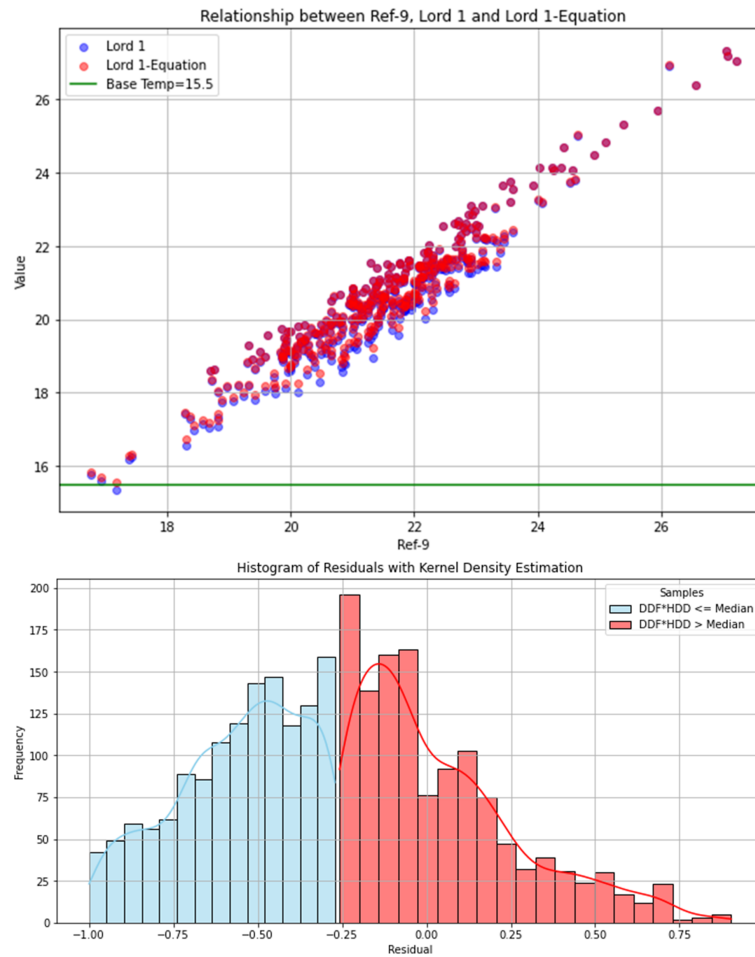 Relationship between Ref-9, Lord 1 and Lord 1-Equation
Lord 1
Lord 1-Equation
Base Temp=15.5
26
24
22
20
18
16
Value
18 20 22 24 26
Ref-9
Histogram of Residuals with Kernel Density Estimation
Samples
DDF*HDD <= Median
DDF*HDD > Median
200
175
150
125
100
75
50
25
0
Frequency
−1.00 −0.75 −0.50 −0.25 0.00 0.25 0.50 0.75
Residual